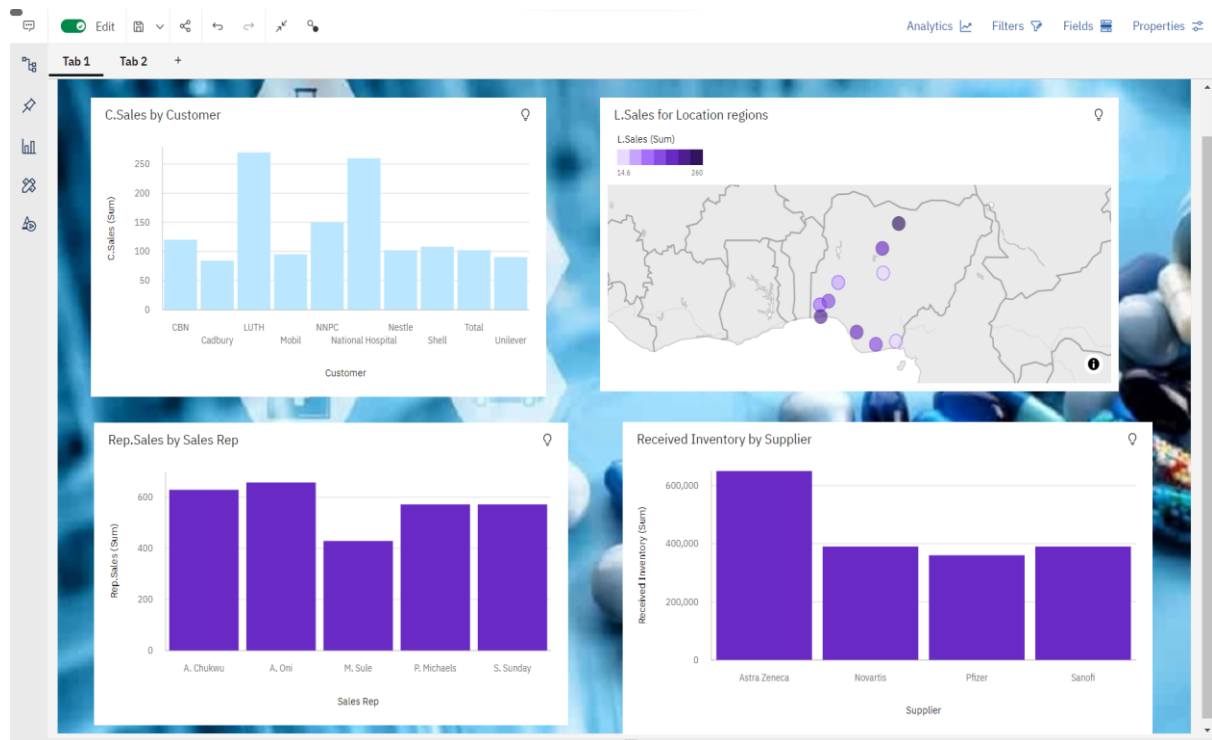 Edit
Analytics
Filters
Fields
Properties
Tab 1
Tab 2
+
C.Sales by Customer
250
200
150
100
50
0
C.Sales (Sum)
CBN
LUTH
NNPC
Nestle
Total
Cadbury
Mobil
National Hospital
Shell
Unilever
Customer
L.Sales for Location regions
L.Sales (Sum)
14.6
260
Rep.Sales by Sales Rep
600
400
200
0
Rep.Sales (Sum)
A. Chukwu
A. Oni
M. Sule
P. Michaels
S. Sunday
Sales Rep
Received Inventory by Supplier
600,000
400,000
200,000
0
Received Inventory (Sum)
Astra Zeneca
Novartis
Pfizer
Sanofi
Supplier